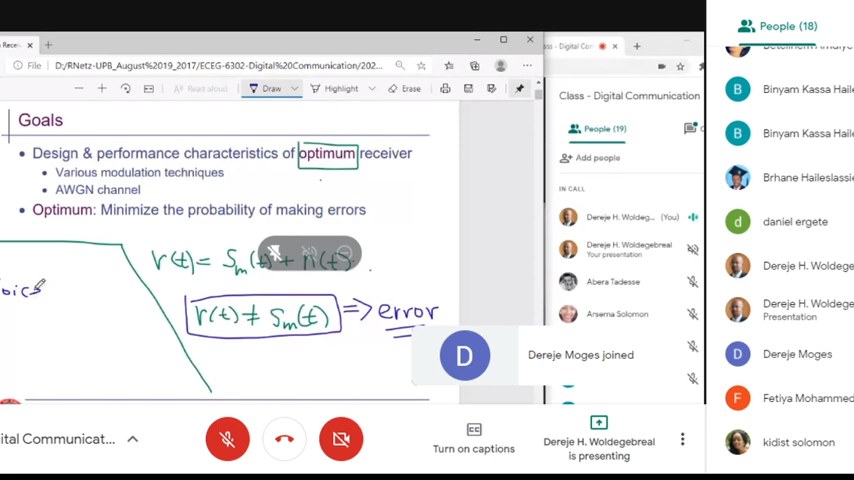 People (18)
File
D:/RNetz-UPB_August%2019_2017/ECEG-6302-Digital%20Communication/202...
Read aloud
Draw
Highlight
Erase
Class - Digital Communication
People (19)
Add people
IN CALL
Dereje H. Woldeg... (You)
Dereje H. Woldegebreal
Your presentation
Abera Tadesse
Arsema Solomon
Goals
Design & performance characteristics of optimum receiver
Various modulation techniques
AWGN channel
Optimum: Minimize the probability of making errors
r(t) = Sm(t) + n(t).
r(t) ≠ Sm(t) => error
D
Dereje Moges joined
ital Communicat...
Turn on captions
Dereje H. Woldegebreal
is presenting
B
Binyam Kassa Haile
B
Binyam Kassa Haile
Brhane Haileslassie
d
daniel ergete
Dereje H. Woldegeb
Dereje H. Woldegeb
Presentation
D
Dereje Moges
F
Fetiya Mohammed
kidist solomon